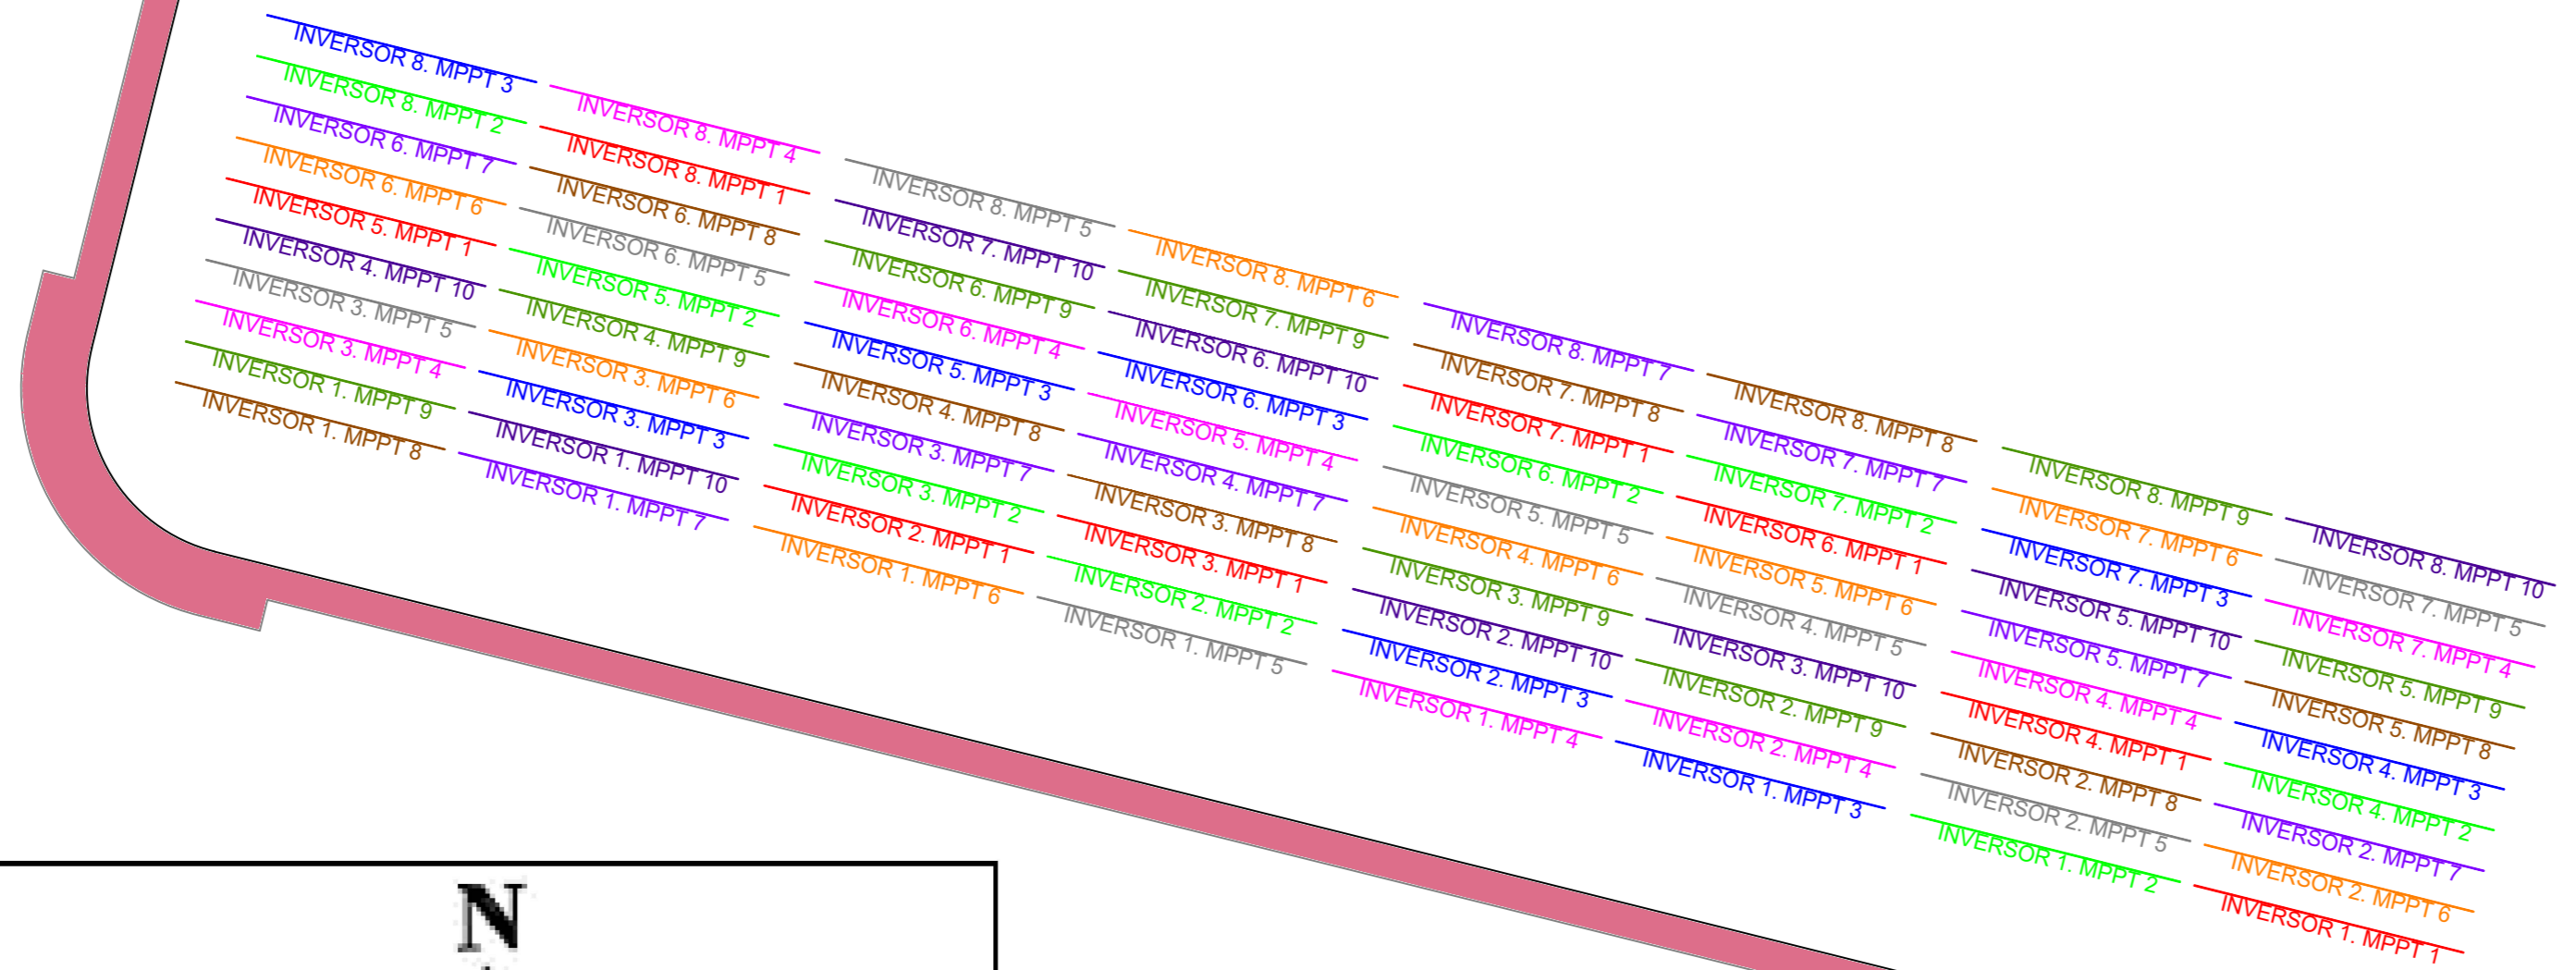 INVERSOR 8. MPPT 3
INVERSOR 8. MPPT 2
INVERSOR 6. MPPT 7
INVERSOR 6. MPPT 6
INVERSOR 5. MPPT 1
INVERSOR 4. MPPT 10
INVERSOR 3. MPPT 5
INVERSOR 3. MPPT 4
INVERSOR 1. MPPT 9
INVERSOR 1. MPPT 8
INVERSOR 8. MPPT 4
INVERSOR 8. MPPT 1
INVERSOR 6. MPPT 8
INVERSOR 6. MPPT 5
INVERSOR 5. MPPT 2
INVERSOR 4. MPPT 9
INVERSOR 3. MPPT 6
INVERSOR 3. MPPT 3
INVERSOR 1. MPPT 10
INVERSOR 1. MPPT 7
INVERSOR 8. MPPT 5
INVERSOR 7. MPPT 10
INVERSOR 6. MPPT 9
INVERSOR 6. MPPT 4
INVERSOR 5. MPPT 3
INVERSOR 4. MPPT 8
INVERSOR 3. MPPT 7
INVERSOR 3. MPPT 2
INVERSOR 2. MPPT 1
INVERSOR 1. MPPT 6
INVERSOR 8. MPPT 6
INVERSOR 7. MPPT 9
INVERSOR 6. MPPT 10
INVERSOR 6. MPPT 3
INVERSOR 5. MPPT 4
INVERSOR 4. MPPT 7
INVERSOR 3. MPPT 8
INVERSOR 3. MPPT 1
INVERSOR 2. MPPT 2
INVERSOR 1. MPPT 5
INVERSOR 8. MPPT 7
INVERSOR 7. MPPT 8
INVERSOR 7. MPPT 1
INVERSOR 6. MPPT 2
INVERSOR 5. MPPT 5
INVERSOR 4. MPPT 6
INVERSOR 3. MPPT 9
INVERSOR 2. MPPT 10
INVERSOR 2. MPPT 3
INVERSOR 1. MPPT 4
INVERSOR 8. MPPT 8
INVERSOR 7. MPPT 7
INVERSOR 7. MPPT 2
INVERSOR 6. MPPT 1
INVERSOR 5. MPPT 6
INVERSOR 4. MPPT 5
INVERSOR 3. MPPT 10
INVERSOR 2. MPPT 9
INVERSOR 2. MPPT 4
INVERSOR 1. MPPT 3
INVERSOR 8. MPPT 9
INVERSOR 7. MPPT 6
INVERSOR 7. MPPT 3
INVERSOR 5. MPPT 10
INVERSOR 5. MPPT 7
INVERSOR 4. MPPT 4
INVERSOR 4. MPPT 1
INVERSOR 2. MPPT 8
INVERSOR 2. MPPT 5
INVERSOR 1. MPPT 2
INVERSOR 8. MPPT 10
INVERSOR 7. MPPT 5
INVERSOR 7. MPPT 4
INVERSOR 5. MPPT 9
INVERSOR 5. MPPT 8
INVERSOR 4. MPPT 3
INVERSOR 4. MPPT 2
INVERSOR 2. MPPT 7
INVERSOR 2. MPPT 6
INVERSOR 1. MPPT 1
N